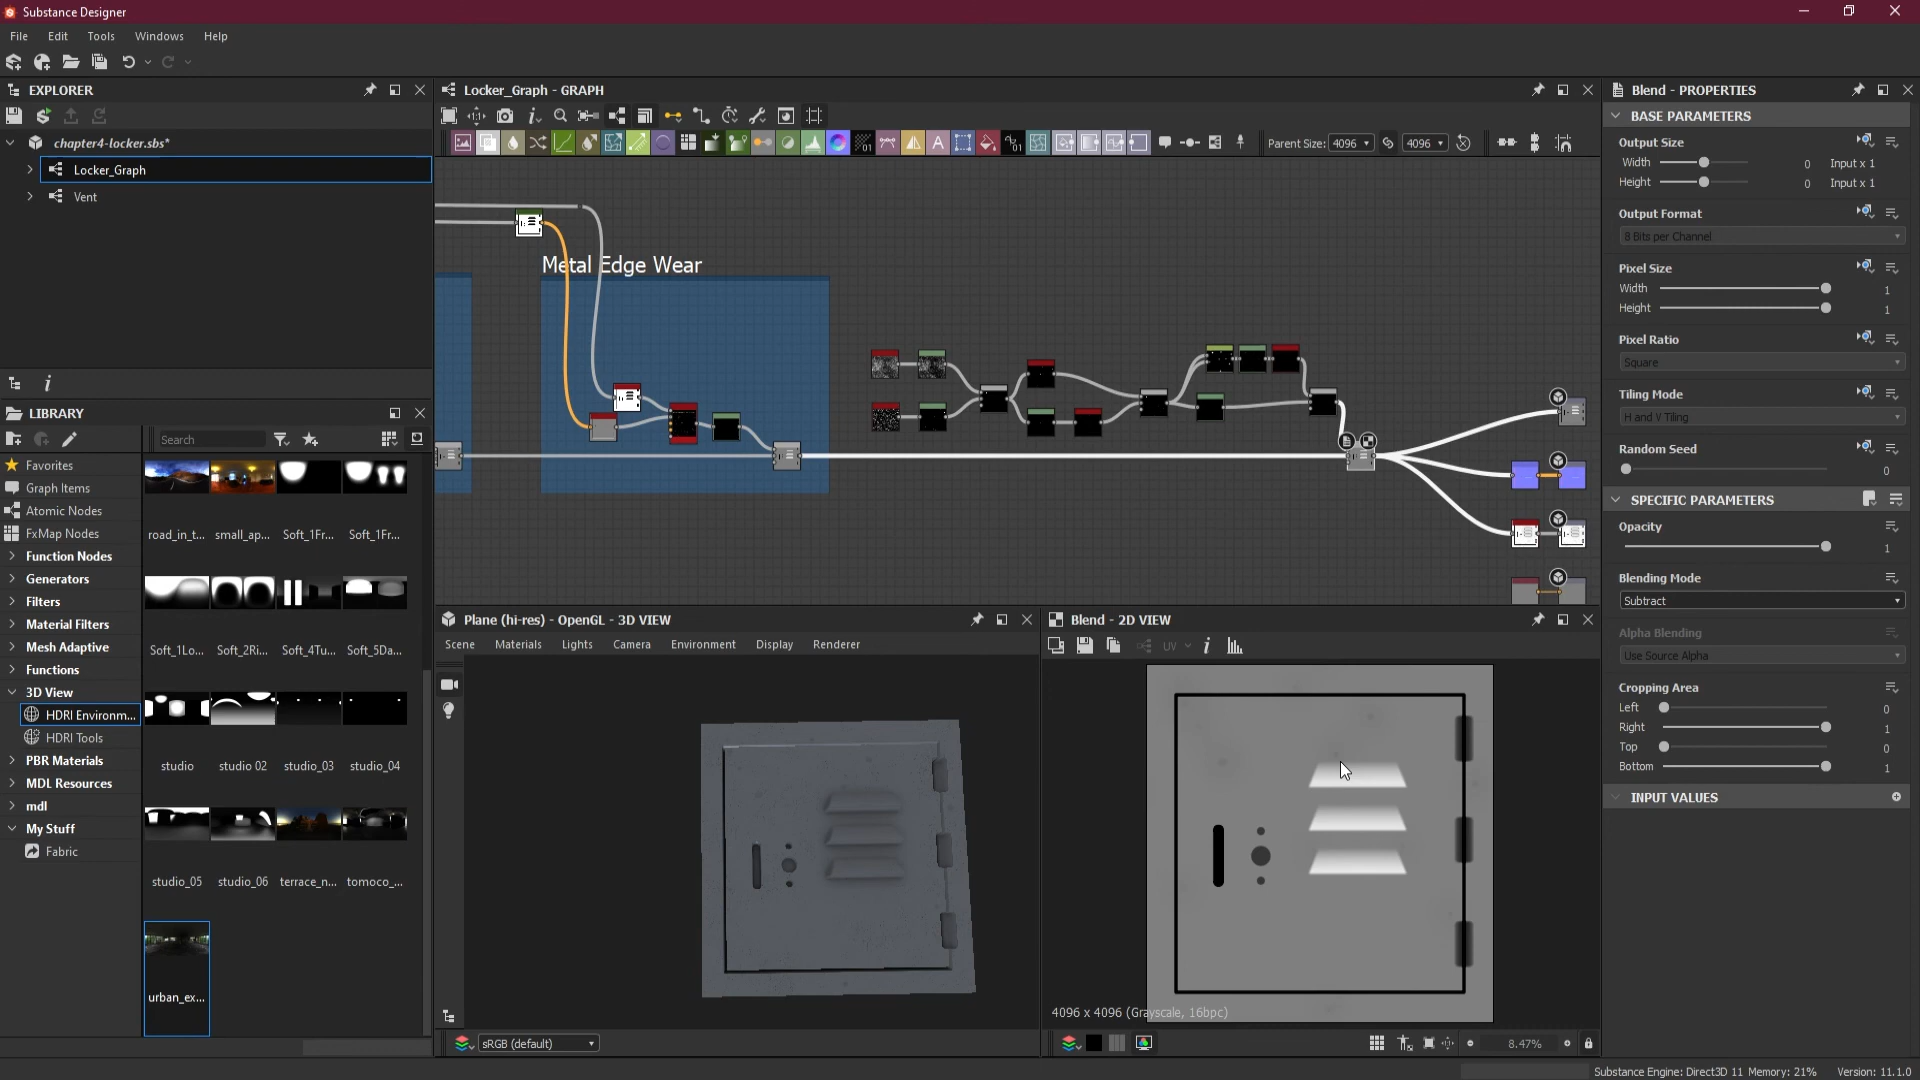 Substance Designer
File Edit Tools Windows Help
EXPLORER
chapter4-locker.sbs*
Locker_Graph
Vent
LIBRARY
Search
Favorites
Graph Items
Atomic Nodes
FxMap Nodes
Function Nodes
Generators
Filters
Material Filters
Mesh Adaptive
Functions
3D View
HDRI Environm...
HDRI Tools
PBR Materials
MDL Resources
mdl
My Stuff
Fabric
road_in_t... small_ap... Soft_1Fr... Soft_1Fr...
Soft_1Lo... Soft_2Ri... Soft_4Tu... Soft_5Da...
studio studio 02 studio_03 studio_04
studio_05 studio_06 terrace_n... tomoco_...
urban_ex...
Locker_Graph - GRAPH
Parent Size: 4096 4096
Metal Edge Wear
Plane (hi-res) - OpenGL - 3D VIEW
Scene Materials Lights Camera Environment Display Renderer
sRGB (default)
Blend - 2D VIEW
UV
4096 x 4096 (Grayscale, 16bpc)
8.47%
Blend - PROPERTIES
BASE PARAMETERS
Output Size
Width 0 Input x 1
Height 0 Input x 1
Output Format
8 Bits per Channel
Pixel Size
Width 1
Height 1
Pixel Ratio
Square
Tiling Mode
H and V Tiling
Random Seed
0
SPECIFIC PARAMETERS
Opacity
1
Blending Mode
Subtract
Alpha Blending
Use Source Alpha
Cropping Area
Left 0
Right 1
Top 0
Bottom 1
INPUT VALUES
Substance Engine: Direct3D 11 Memory: 21% Version: 11.1.0